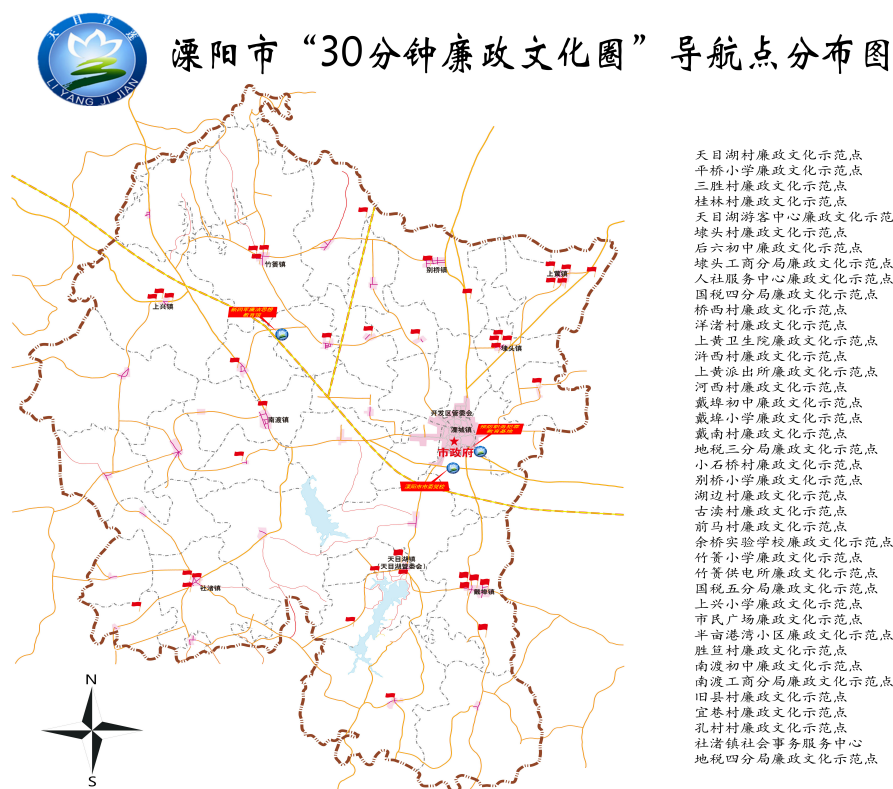 天目青莲
LI YANG JI JIAN
溧阳市“30分钟廉政文化圈”导航点分布图
天目湖村廉政文化示范点
平桥小学廉政文化示范点
三胜村廉政文化示范点
桂林村廉政文化示范点
天目湖游客中心廉政文化示范
埭头村廉政文化示范点
后六初中廉政文化示范点
埭头工商分局廉政文化示范点
人社服务中心廉政文化示范点
国税四分局廉政文化示范点
桥西村廉政文化示范点
洋渚村廉政文化示范点
上黄卫生院廉政文化示范点
浒西村廉政文化示范点
上黄派出所廉政文化示范点
河西村廉政文化示范点
戴埠初中廉政文化示范点
戴埠小学廉政文化示范点
戴南村廉政文化示范点
地税三分局廉政文化示范点
小石桥村廉政文化示范点
别桥小学廉政文化示范点
湖边村廉政文化示范点
古渎村廉政文化示范点
前马村廉政文化示范点
余桥实验学校廉政文化示范点
竹箦小学廉政文化示范点
竹箦供电所廉政文化示范点
国税五分局廉政文化示范点
上兴小学廉政文化示范点
市民广场廉政文化示范点
半亩港湾小区廉政文化示范点
胜笪村廉政文化示范点
南渡初中廉政文化示范点
南渡工商分局廉政文化示范点
旧县村廉政文化示范点
宜巷村廉政文化示范点
孔村村廉政文化示范点
社渚镇社会事务服务中心
地税四分局廉政文化示范点
竹箦镇
别桥镇
上黄镇
上兴镇
埭头镇
南渡镇
开发区管委会
溧城镇
市政府
溧阳市市委党校
天目湖镇
(天目湖管委会)
社渚镇
戴埠镇
N
S